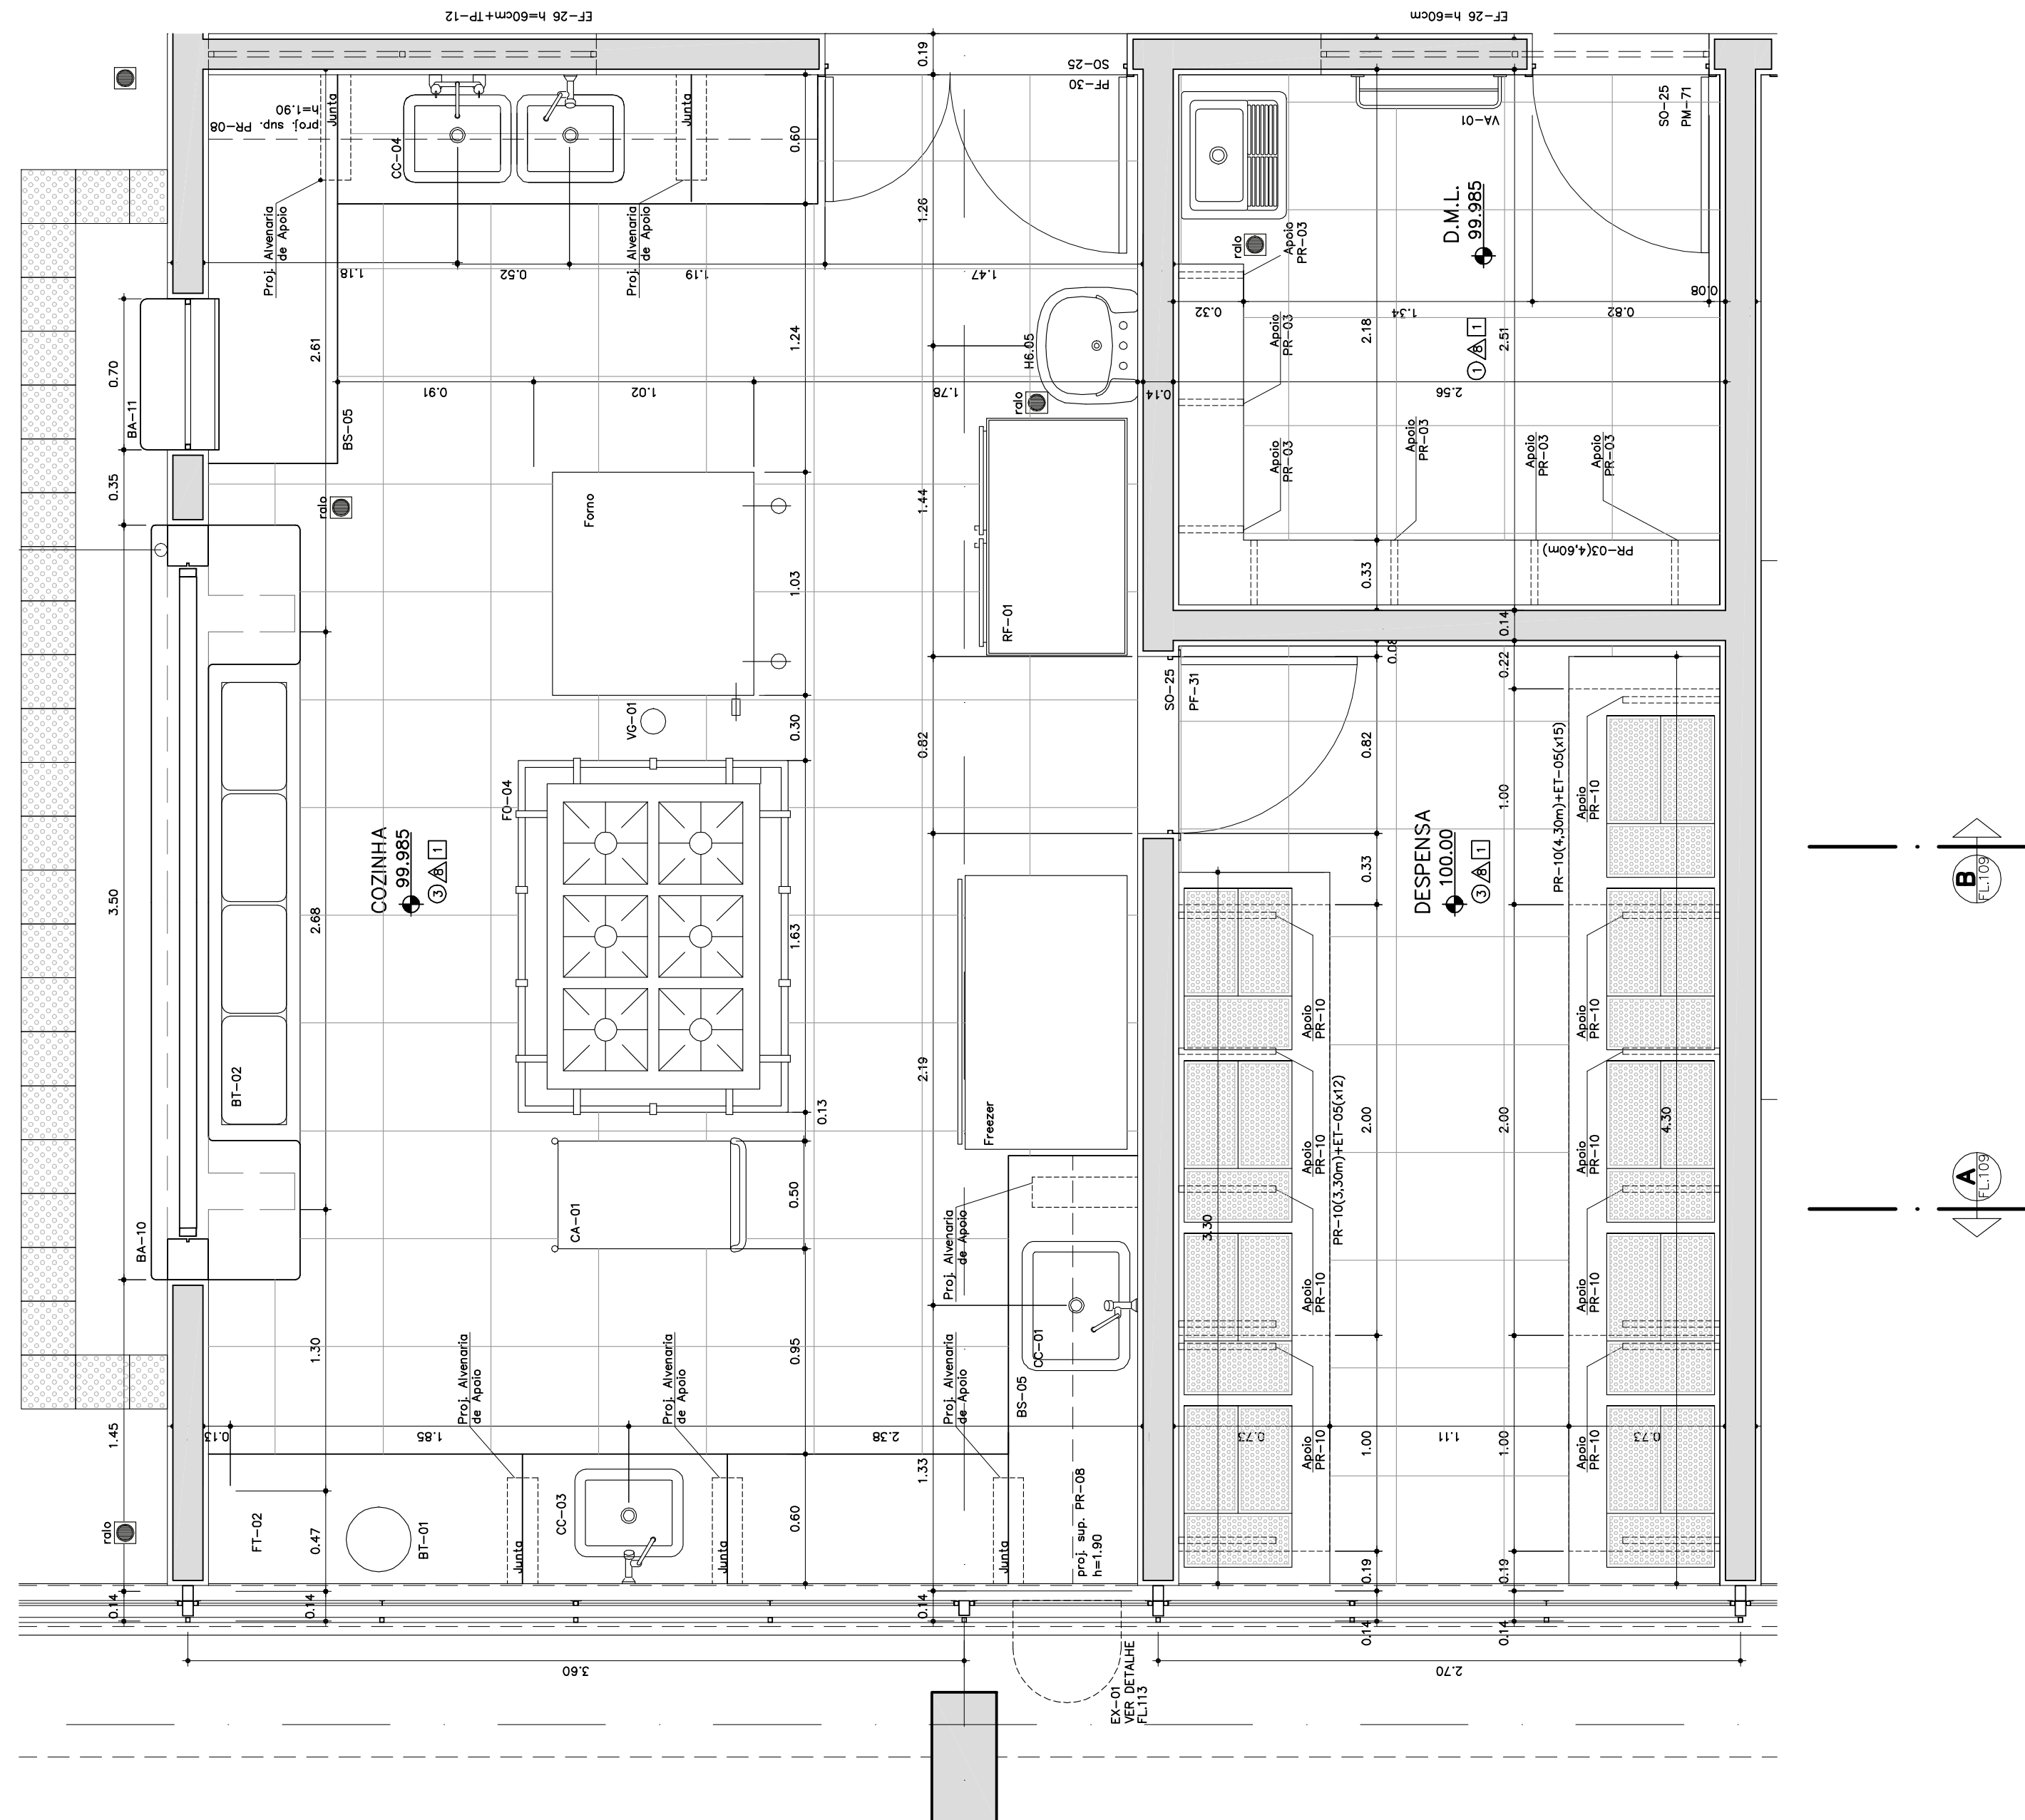 EF-26 h=60cm+TP-12
EF-26 h=60cm
0.19
SO-25
PF-30
proj. sup. PR-08
h=1.90
Junta
Junta
CC-04
0.60
VA-01
SO-25
PM-71
Proj. Alvenaria
de Apoio
Proj. Alvenaria
de Apoio
1.26
D.M.L.
99.985
ralo
Apoio
PR-03
1.18
0.52
1.19
1.47
0.32
1.34
0.82
0.08
0.70
BA-11
2.61
BS-05
1.24
H6.05
2.18
Apoio
PR-03
1
8
1
2.51
0.91
1.02
1.78
0.14
2.56
ralo
0.35
ralo
Forno
1.44
Apoio
PR-03
Apoio
PR-03
Apoio
PR-03
Apoio
PR-03
PR-03(4,60m)
1.03
0.33
RF-01
0.14
0.08
0.22
SO-25
PF-31
VG-01
0.30
0.82
0.82
1.00
PR-10(4,30m)+ET-05(x15)
Apoio
PR-10
FO-04
COZINHA
99.985
3
8
1
3.50
2.68
1.63
0.33
DESPENSA
100.00
3
8
1
B
FL.109
BT-02
2.19
0.13
Freezer
Apoio
PR-10
Apoio
PR-10
PR-10(3,30m)+ET-05(x12)
2.00
2.00
4.30
Apoio
PR-10
Apoio
PR-10
A
FL.109
BA-10
CA-01
0.50
Proj. Alvenaria
de Apoio
3.30
Apoio
PR-10
Apoio
PR-10
1.30
0.95
CC-01
Proj. Alvenaria
de Apoio
Proj. Alvenaria
de Apoio
Proj. Alvenaria
de Apoio
BS-05
1.45
0.13
1.85
2.38
0.73
1.11
0.73
1.33
1.00
1.00
Apoio
PR-10
Apoio
PR-10
ralo
FT-02
0.47
BT-01
CC-03
Junta
Junta
Junta
0.60
proj. sup. PR-08
h=1.90
0.19
0.19
0.14
0.14
0.14
0.14
0.14
3.60
2.70
EX-01
VER DETALHE
FL.113